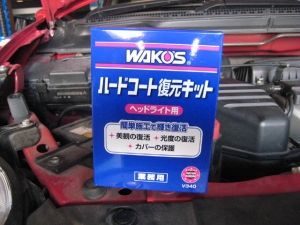 WAKO'S
ハードコート復元キット
ヘッドライト用
簡単施工で輝き復活
+美観の復活 +光度の復活
+カバーの保護
業務用
V340